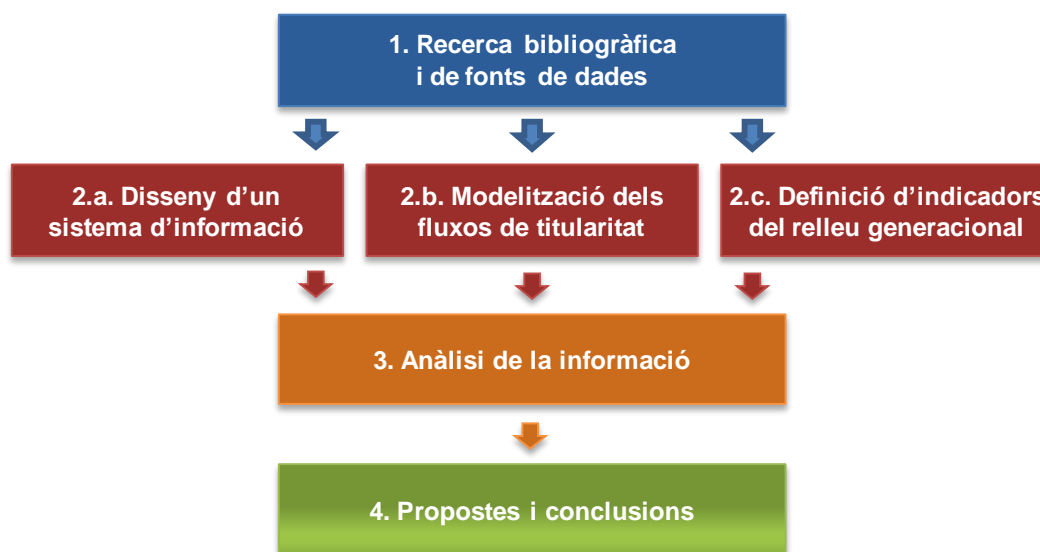 1. Recerca bibliogràfica
i de fonts de dades
2.a. Disseny d'un
sistema d'informació
2.b. Modelització dels
fluxos de titularitat
2.c. Definició d'indicadors
del relleu generacional
3. Anàlisi de la informació
4. Propostes i conclusions